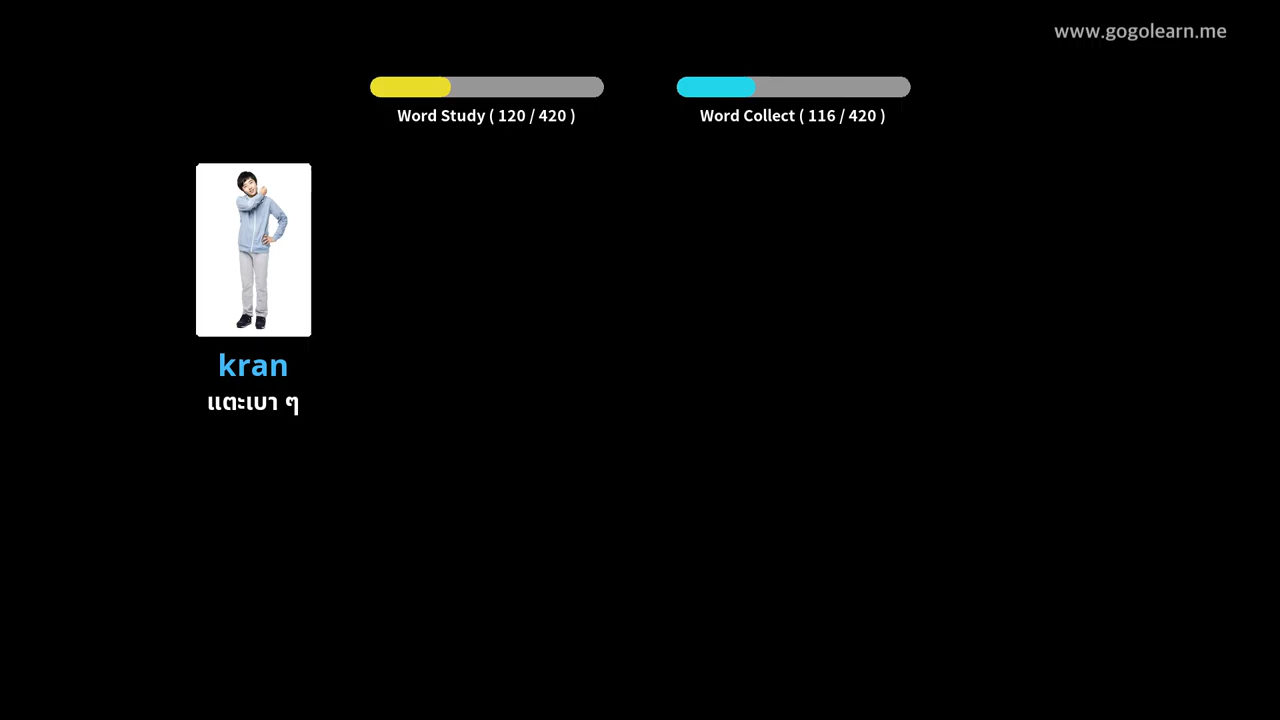 www.gogolearn.me
Word Study ( 120 / 420 )
Word Collect ( 116 / 420 )
kran
แตะเบา ๆ